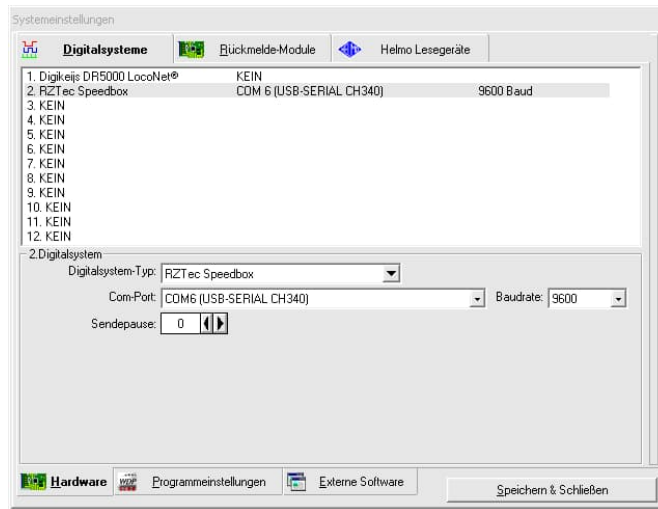 Systemeinstellungen
Digitalsysteme Rückmelde-Module Helmo Lesegeräte
1. Digikeijs DR5000 LocoNet® KEIN
2. RZTec Speedbox COM 6 (USB-SERIAL CH340) 9600 Baud
3. KEIN
4. KEIN
5. KEIN
6. KEIN
7. KEIN
8. KEIN
9. KEIN
10. KEIN
11. KEIN
12. KEIN
2.Digitalsystem
Digitalsystem-Typ: RZTec Speedbox
Com-Port: COM6 (USB-SERIAL CH340) Baudrate: 9600
Sendepause: 0
Hardware WDP Programmeinstellungen Externe Software
Speichern & Schließen